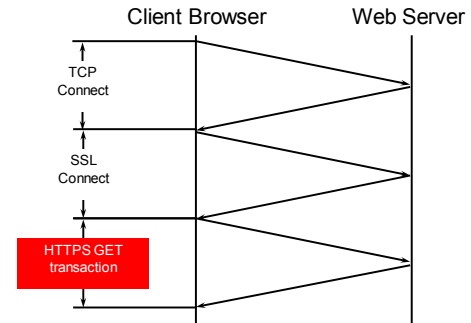 Client Browser
Web Server
TCP
Connect
SSL
Connect
HTTPS GET
transaction